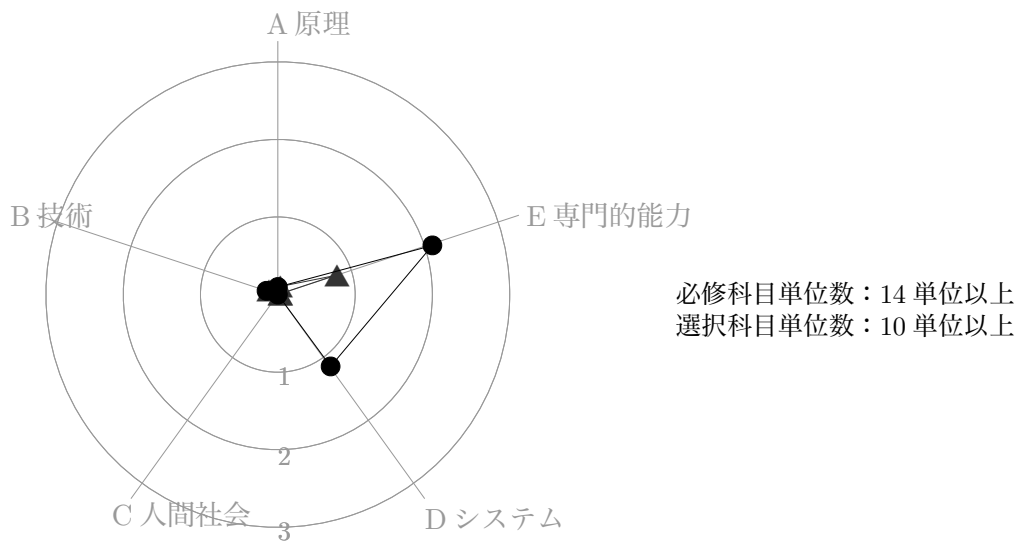 A 原理
B 技術
E 専門的能力
必修科目単位数：14 単位以上
選択科目単位数：10 単位以上
1
2
C 人間社会
D システム
3